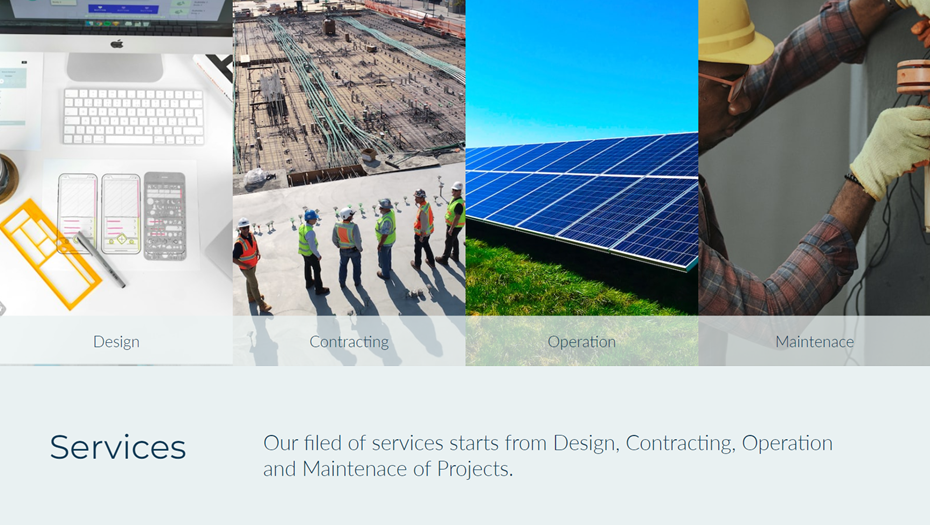 Design
Contracting
Operation
Maintenace
Services
Our filed of services starts from Design, Contracting, Operation
and Maintenace of Projects.